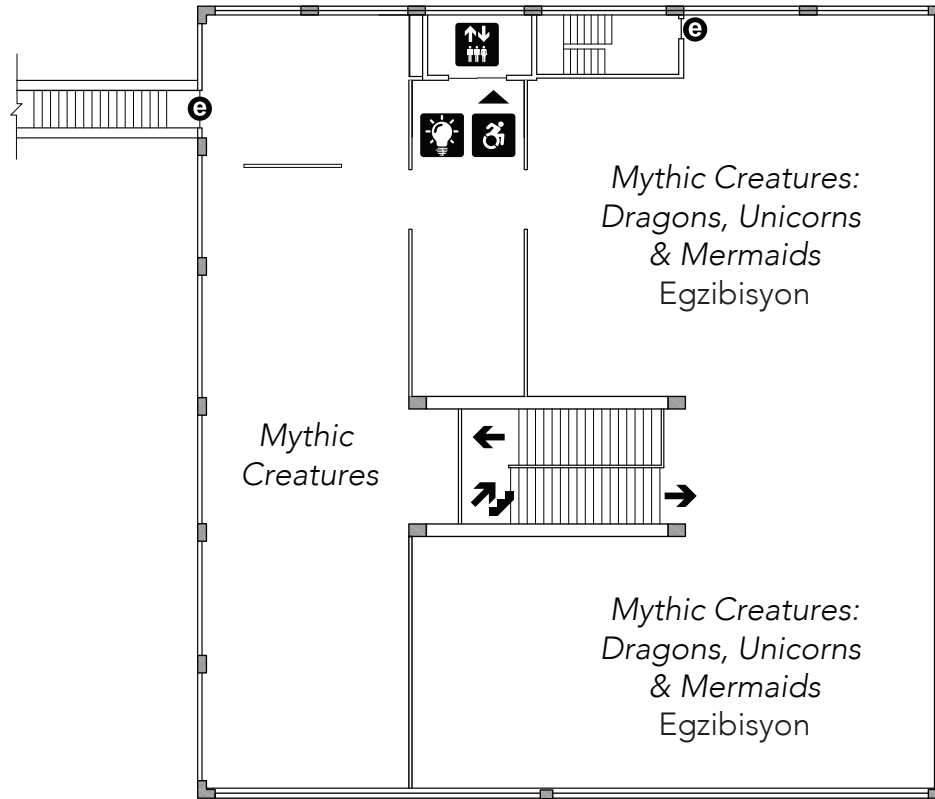 e
e
Mythic Creatures:
Dragons, Unicorns
& Mermaids
Egzibisyon
Mythic
Creatures
Mythic Creatures:
Dragons, Unicorns
& Mermaids
Egzibisyon